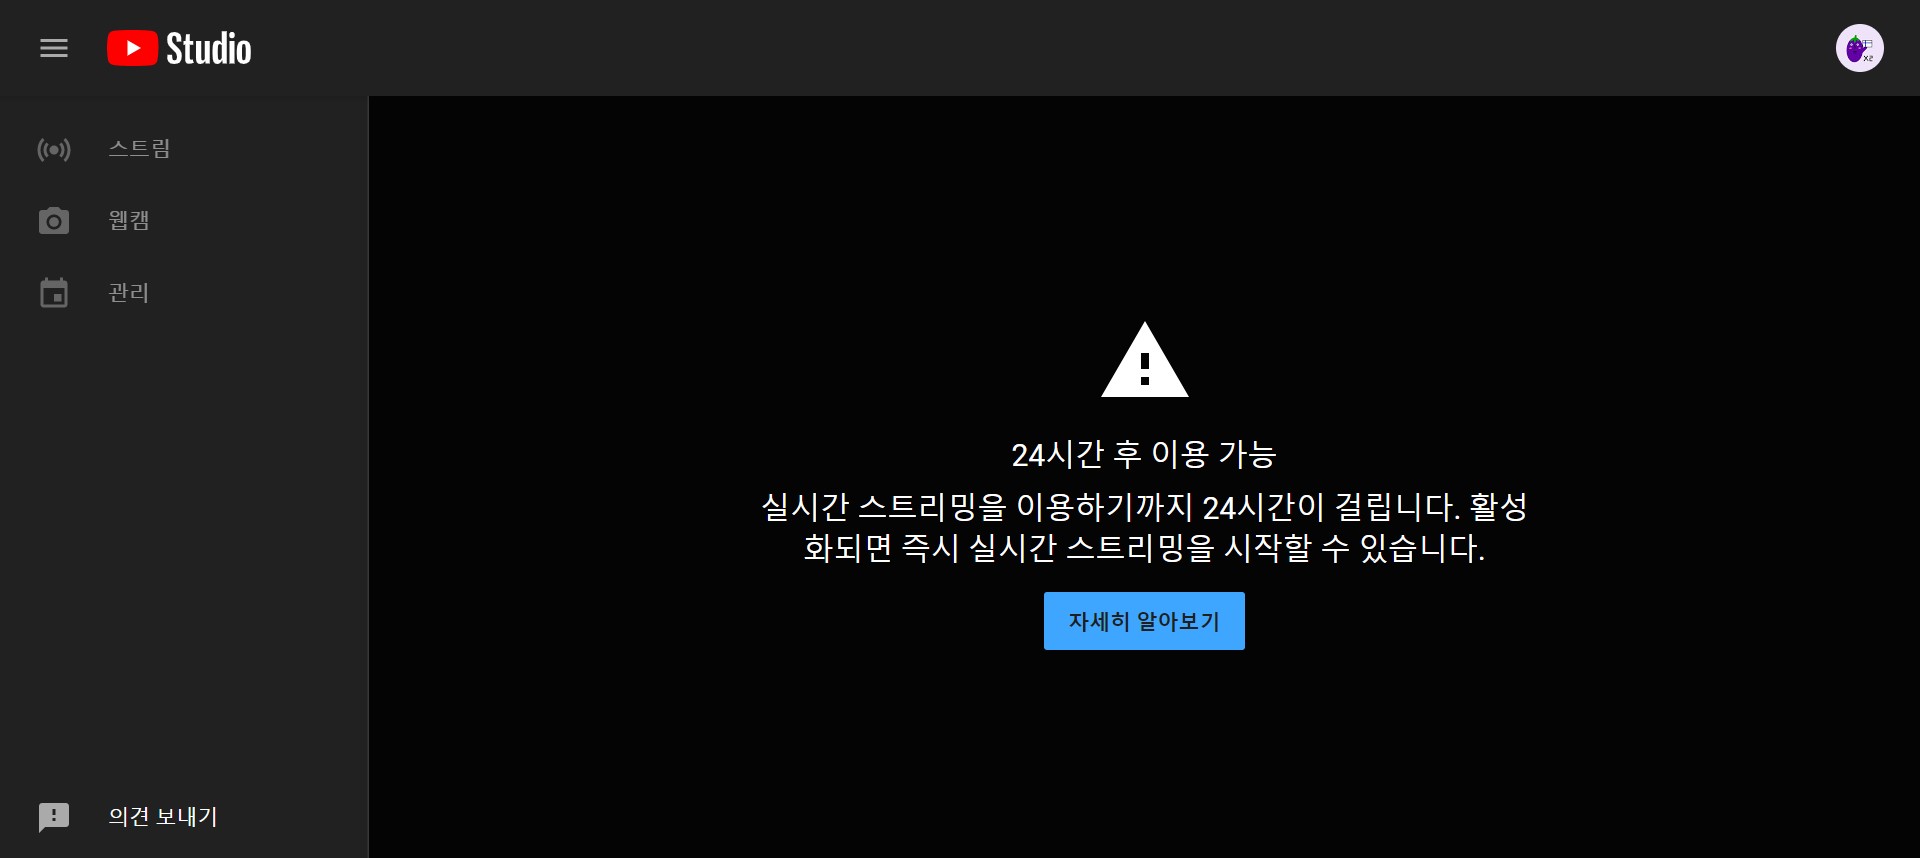 Studio
스트림
웹캠
관리
24시간 후 이용 가능
실시간 스트리밍을 이용하기까지 24시간이 걸립니다. 활성
화되면 즉시 실시간 스트리밍을 시작할 수 있습니다.
자세히 알아보기
의견 보내기